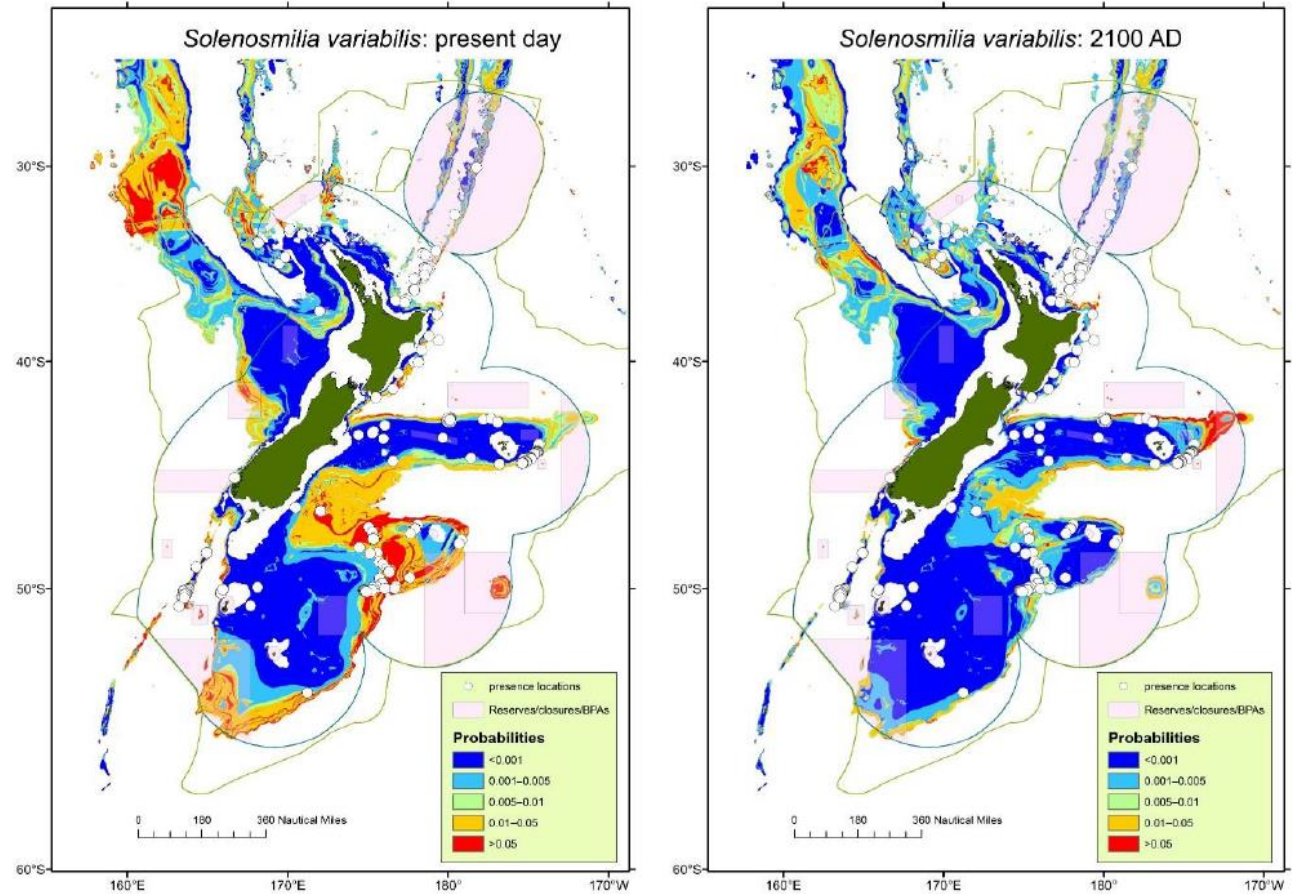 Solenosmilia variabilis: present day
30°S
40°S
50°S
60°S
160°E
170°E
180°
170°W
presence locations
Reserves/closures/BPAs
Probabilities
<0.001
0.001–0.005
0.005–0.01
0.01–0.05
>0.05
0 180 360 Nautical Miles
Solenosmilia variabilis: 2100 AD
30°S
40°S
50°S
60°S
160°E
170°E
180°
170°W
presence locations
Reserves/closures/BPAs
Probabilities
<0.001
0.001–0.005
0.005–0.01
0.01–0.05
>0.05
0 180 360 Nautical Miles